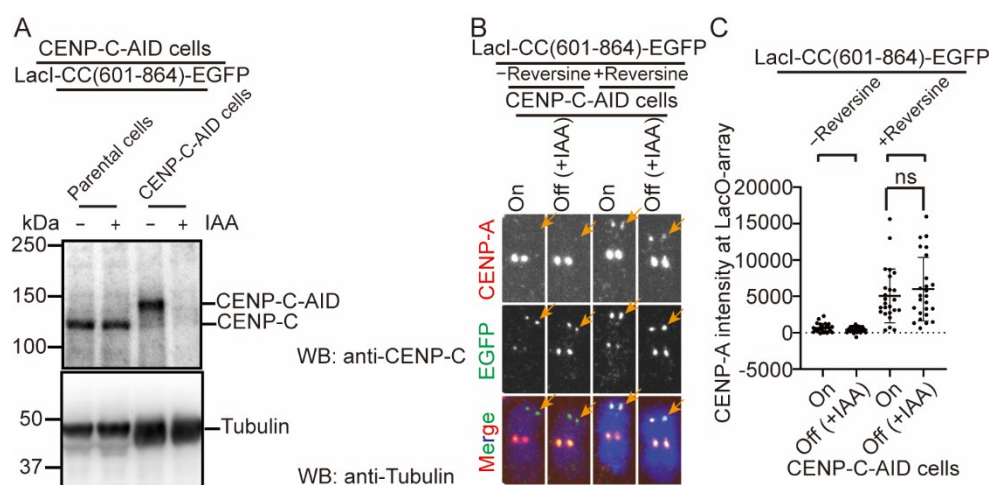 A
CENP-C-AID cells
LacI-CC(601-864)-EGFP
Parental cells
CENP-C-AID cells
kDa − + − + IAA
250
150
CENP-C-AID
CENP-C
100
WB: anti-CENP-C
50
Tubulin
37
WB: anti-Tubulin
B
LacI-CC(601-864)-EGFP
−Reversine +Reversine
CENP-C-AID cells
On
Off (+IAA)
On
Off (+IAA)
CENP-A
EGFP
Merge
C
LacI-CC(601-864)-EGFP
−Reversine
+Reversine
ns
CENP-A intensity at LacO-array
20000
15000
10000
5000
0
-5000
On
Off (+IAA)
On
Off (+IAA)
CENP-C-AID cells